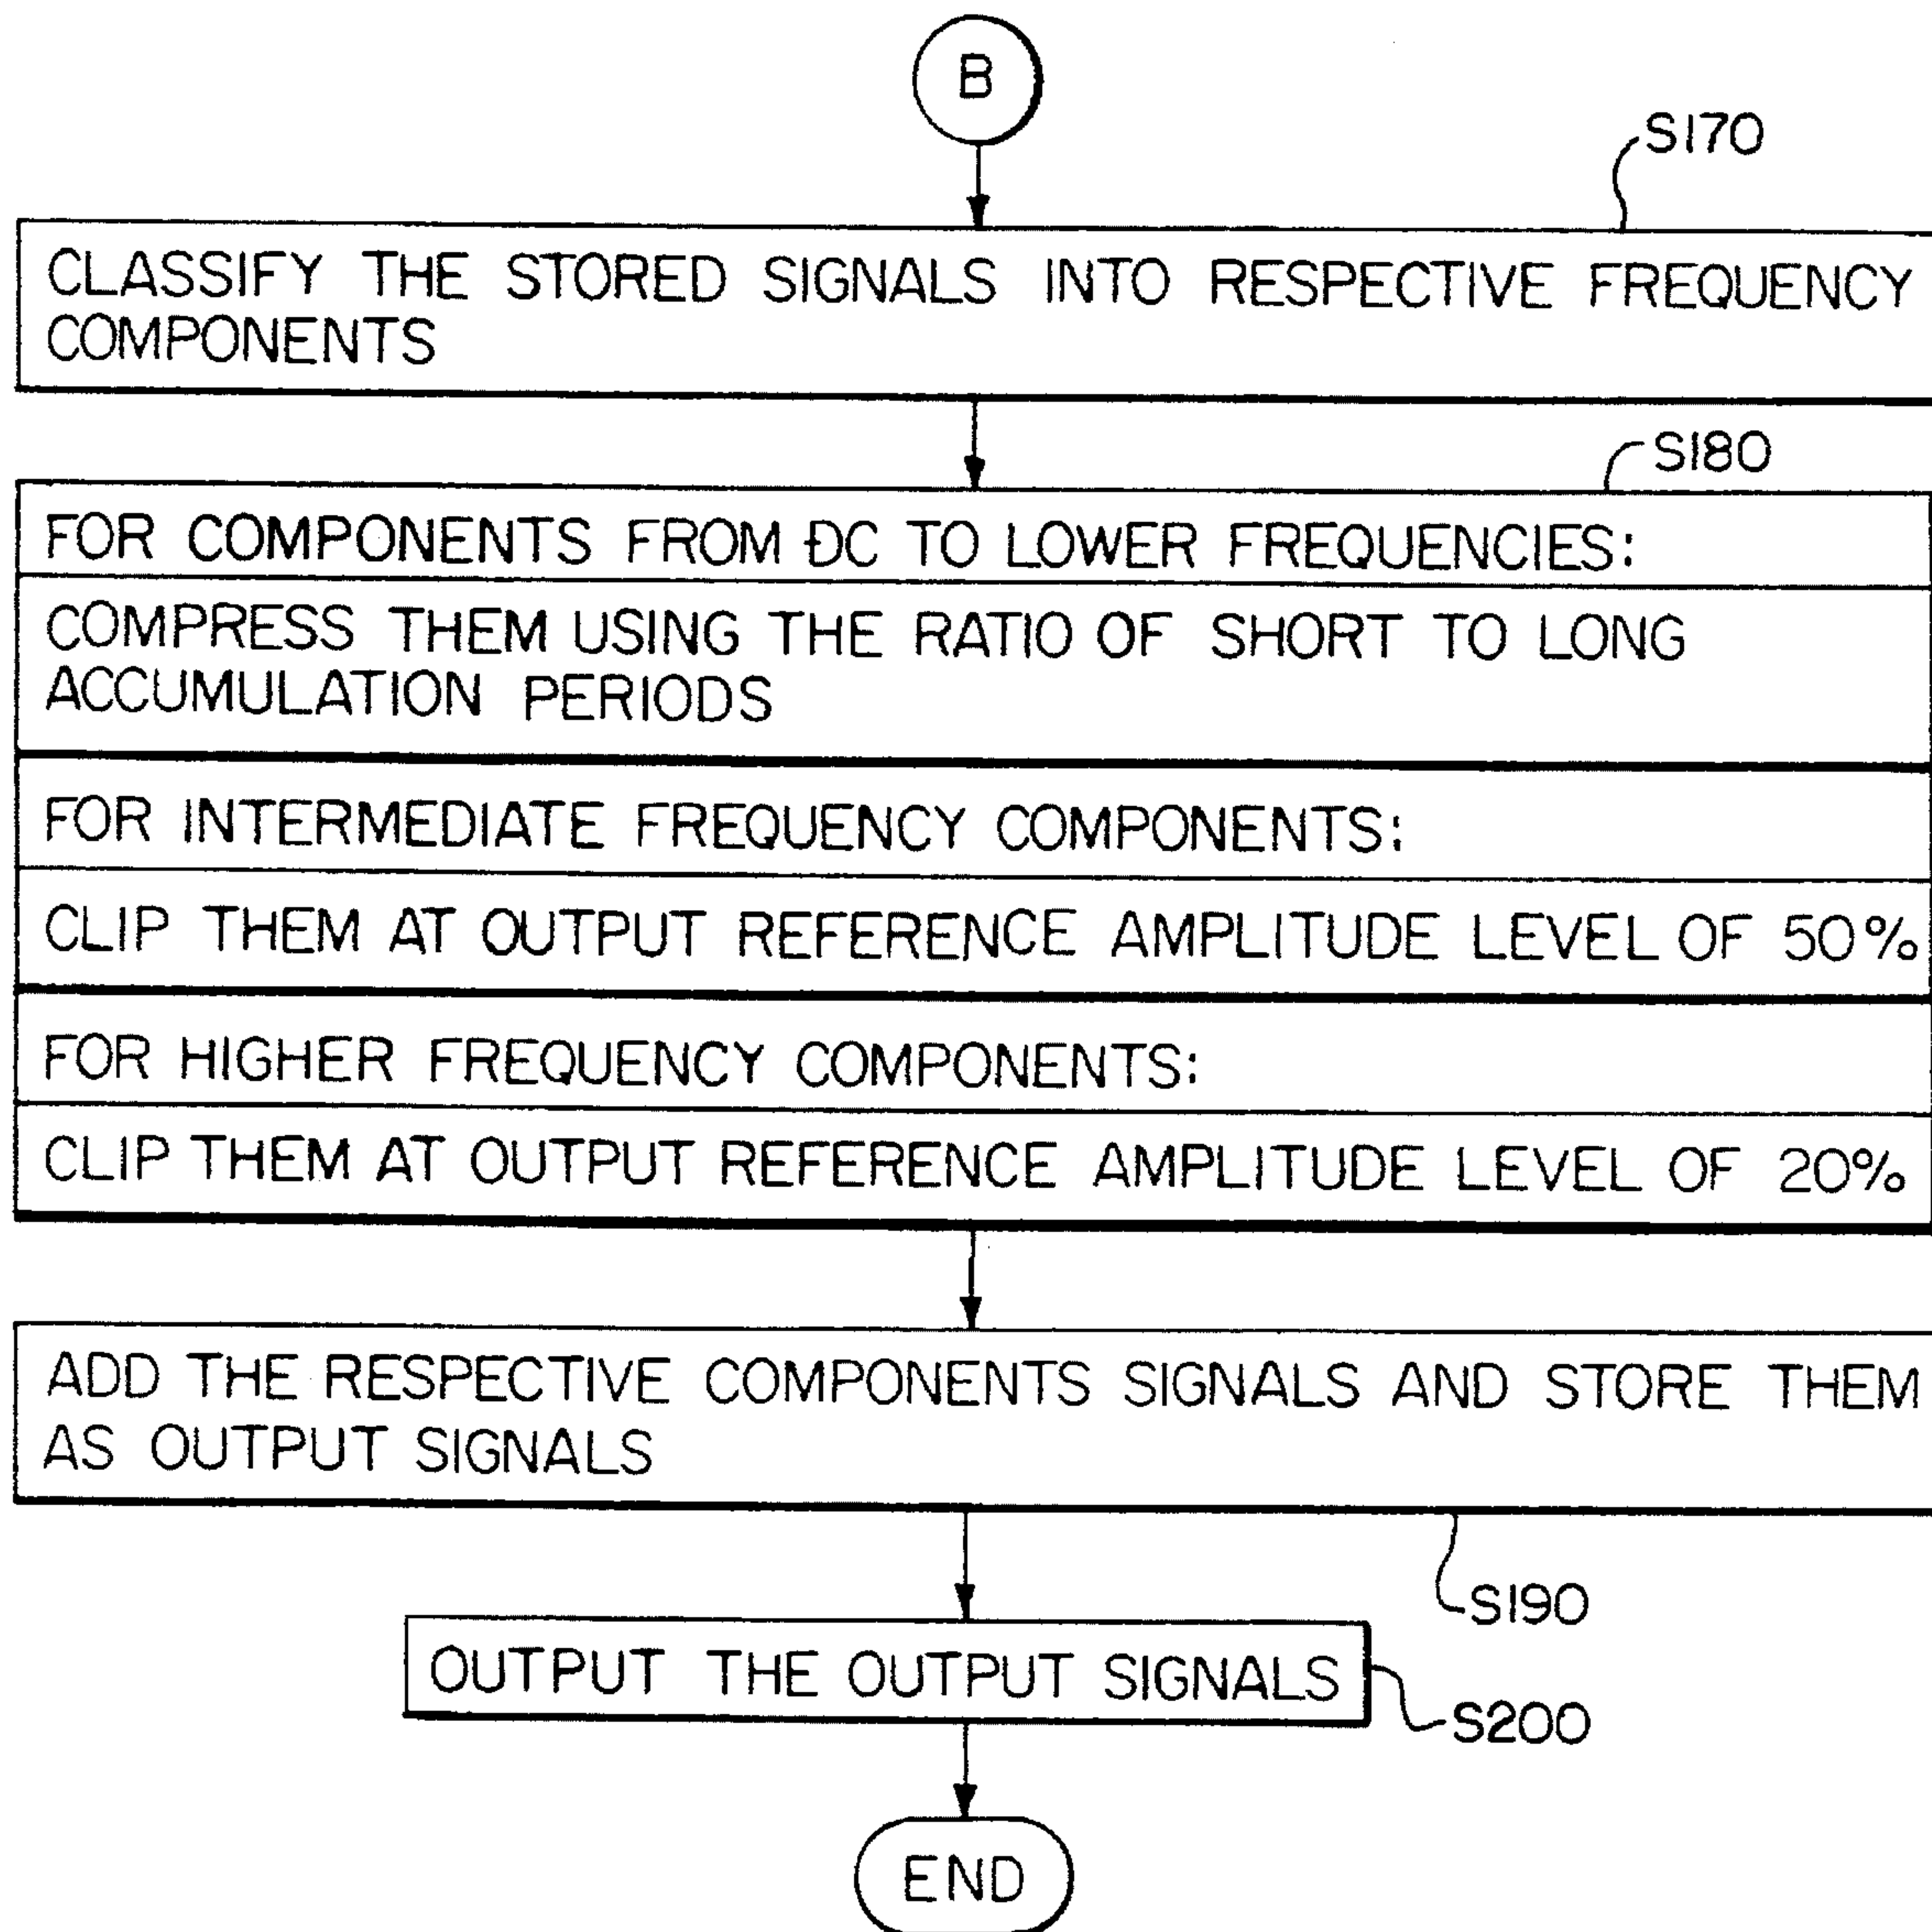 B
S170
CLASSIFY THE STORED SIGNALS INTO RESPECTIVE FREQUENCY
COMPONENTS
S180
FOR COMPONENTS FROM DC TO LOWER FREQUENCIES:
COMPRESS THEM USING THE RATIO OF SHORT TO LONG
ACCUMULATION PERIODS
FOR INTERMEDIATE FREQUENCY COMPONENTS:
CLIP THEM AT OUTPUT REFERENCE AMPLITUDE LEVEL OF 50%
FOR HIGHER FREQUENCY COMPONENTS:
CLIP THEM AT OUTPUT REFERENCE AMPLITUDE LEVEL OF 20%
ADD THE RESPECTIVE COMPONENTS SIGNALS AND STORE THEM
AS OUTPUT SIGNALS
S190
OUTPUT THE OUTPUT SIGNALS
S200
END